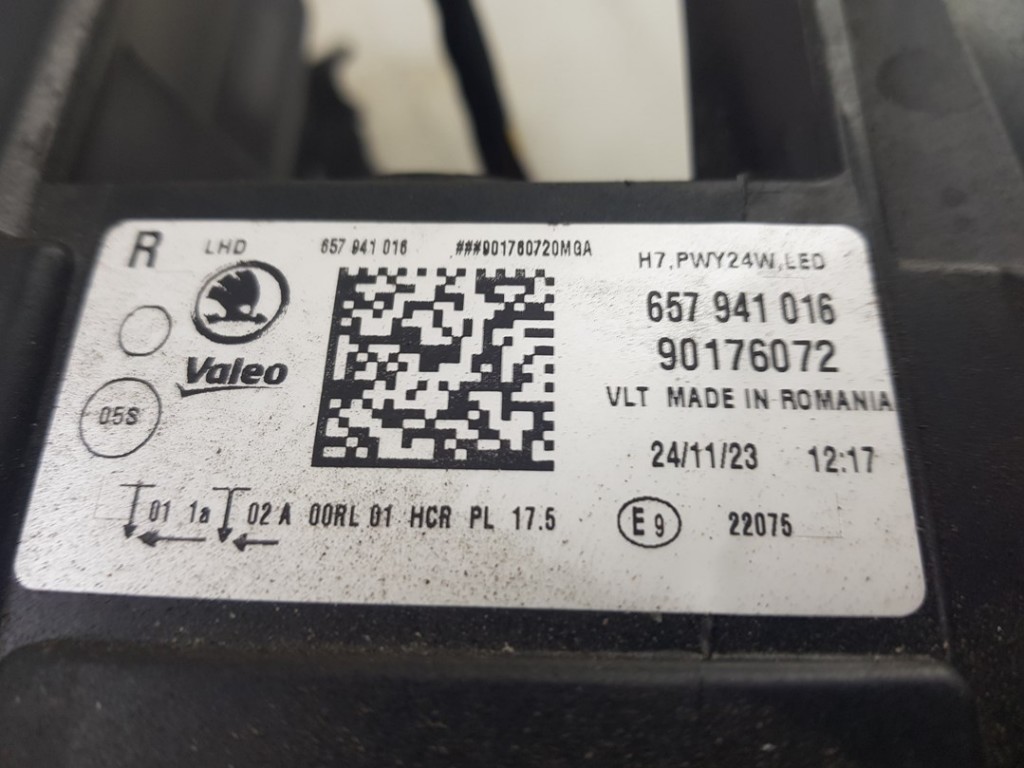 R LHD 657 941 016 ###901760720MGA H7,PWY24W,LED
657 941 016
Valeo 90176072
05S VLT MADE IN ROMANIA
24/11/23 12:17
01 1a 02 A 00RL 01 HCR PL 17.5 E9 22075